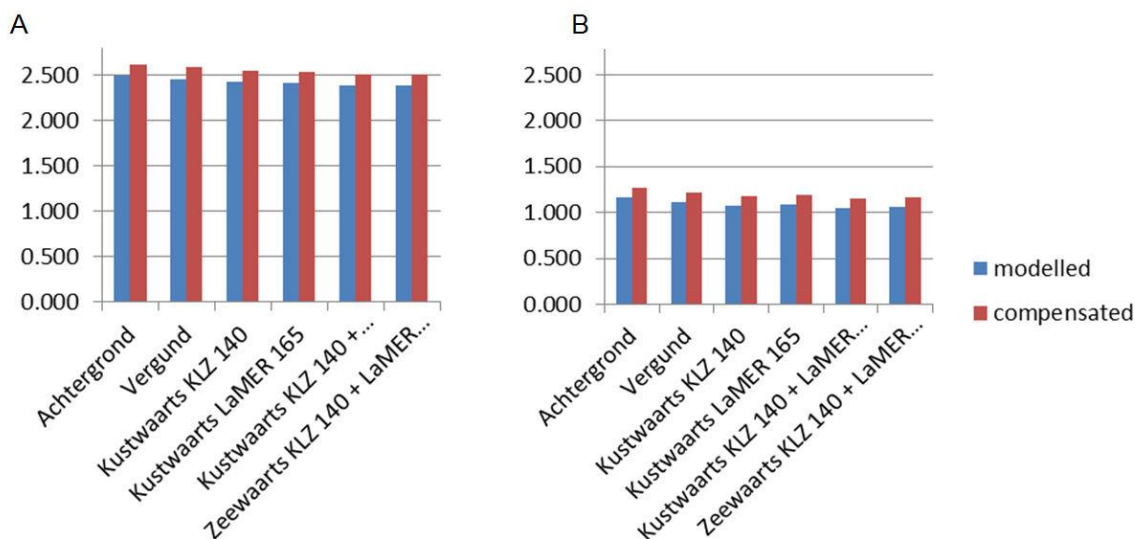 A
2.500
2.000
1.500
1.000
0.500
0.000
Achtergrond
Vergund
Kustwaarts KLZ 140
Kustwaarts LaMER 165
Kustwaarts KLZ 140 +...
Zeewaarts KLZ 140 + LaMER...
B
2.500
2.000
1.500
1.000
0.500
0.000
Achtergrond
Vergund
Kustwaarts KLZ 140
Kustwaarts LaMER 165
Kustwaarts KLZ 140 + LaMER...
Zeewaarts KLZ 140 + LaMER...
modelled
compensated